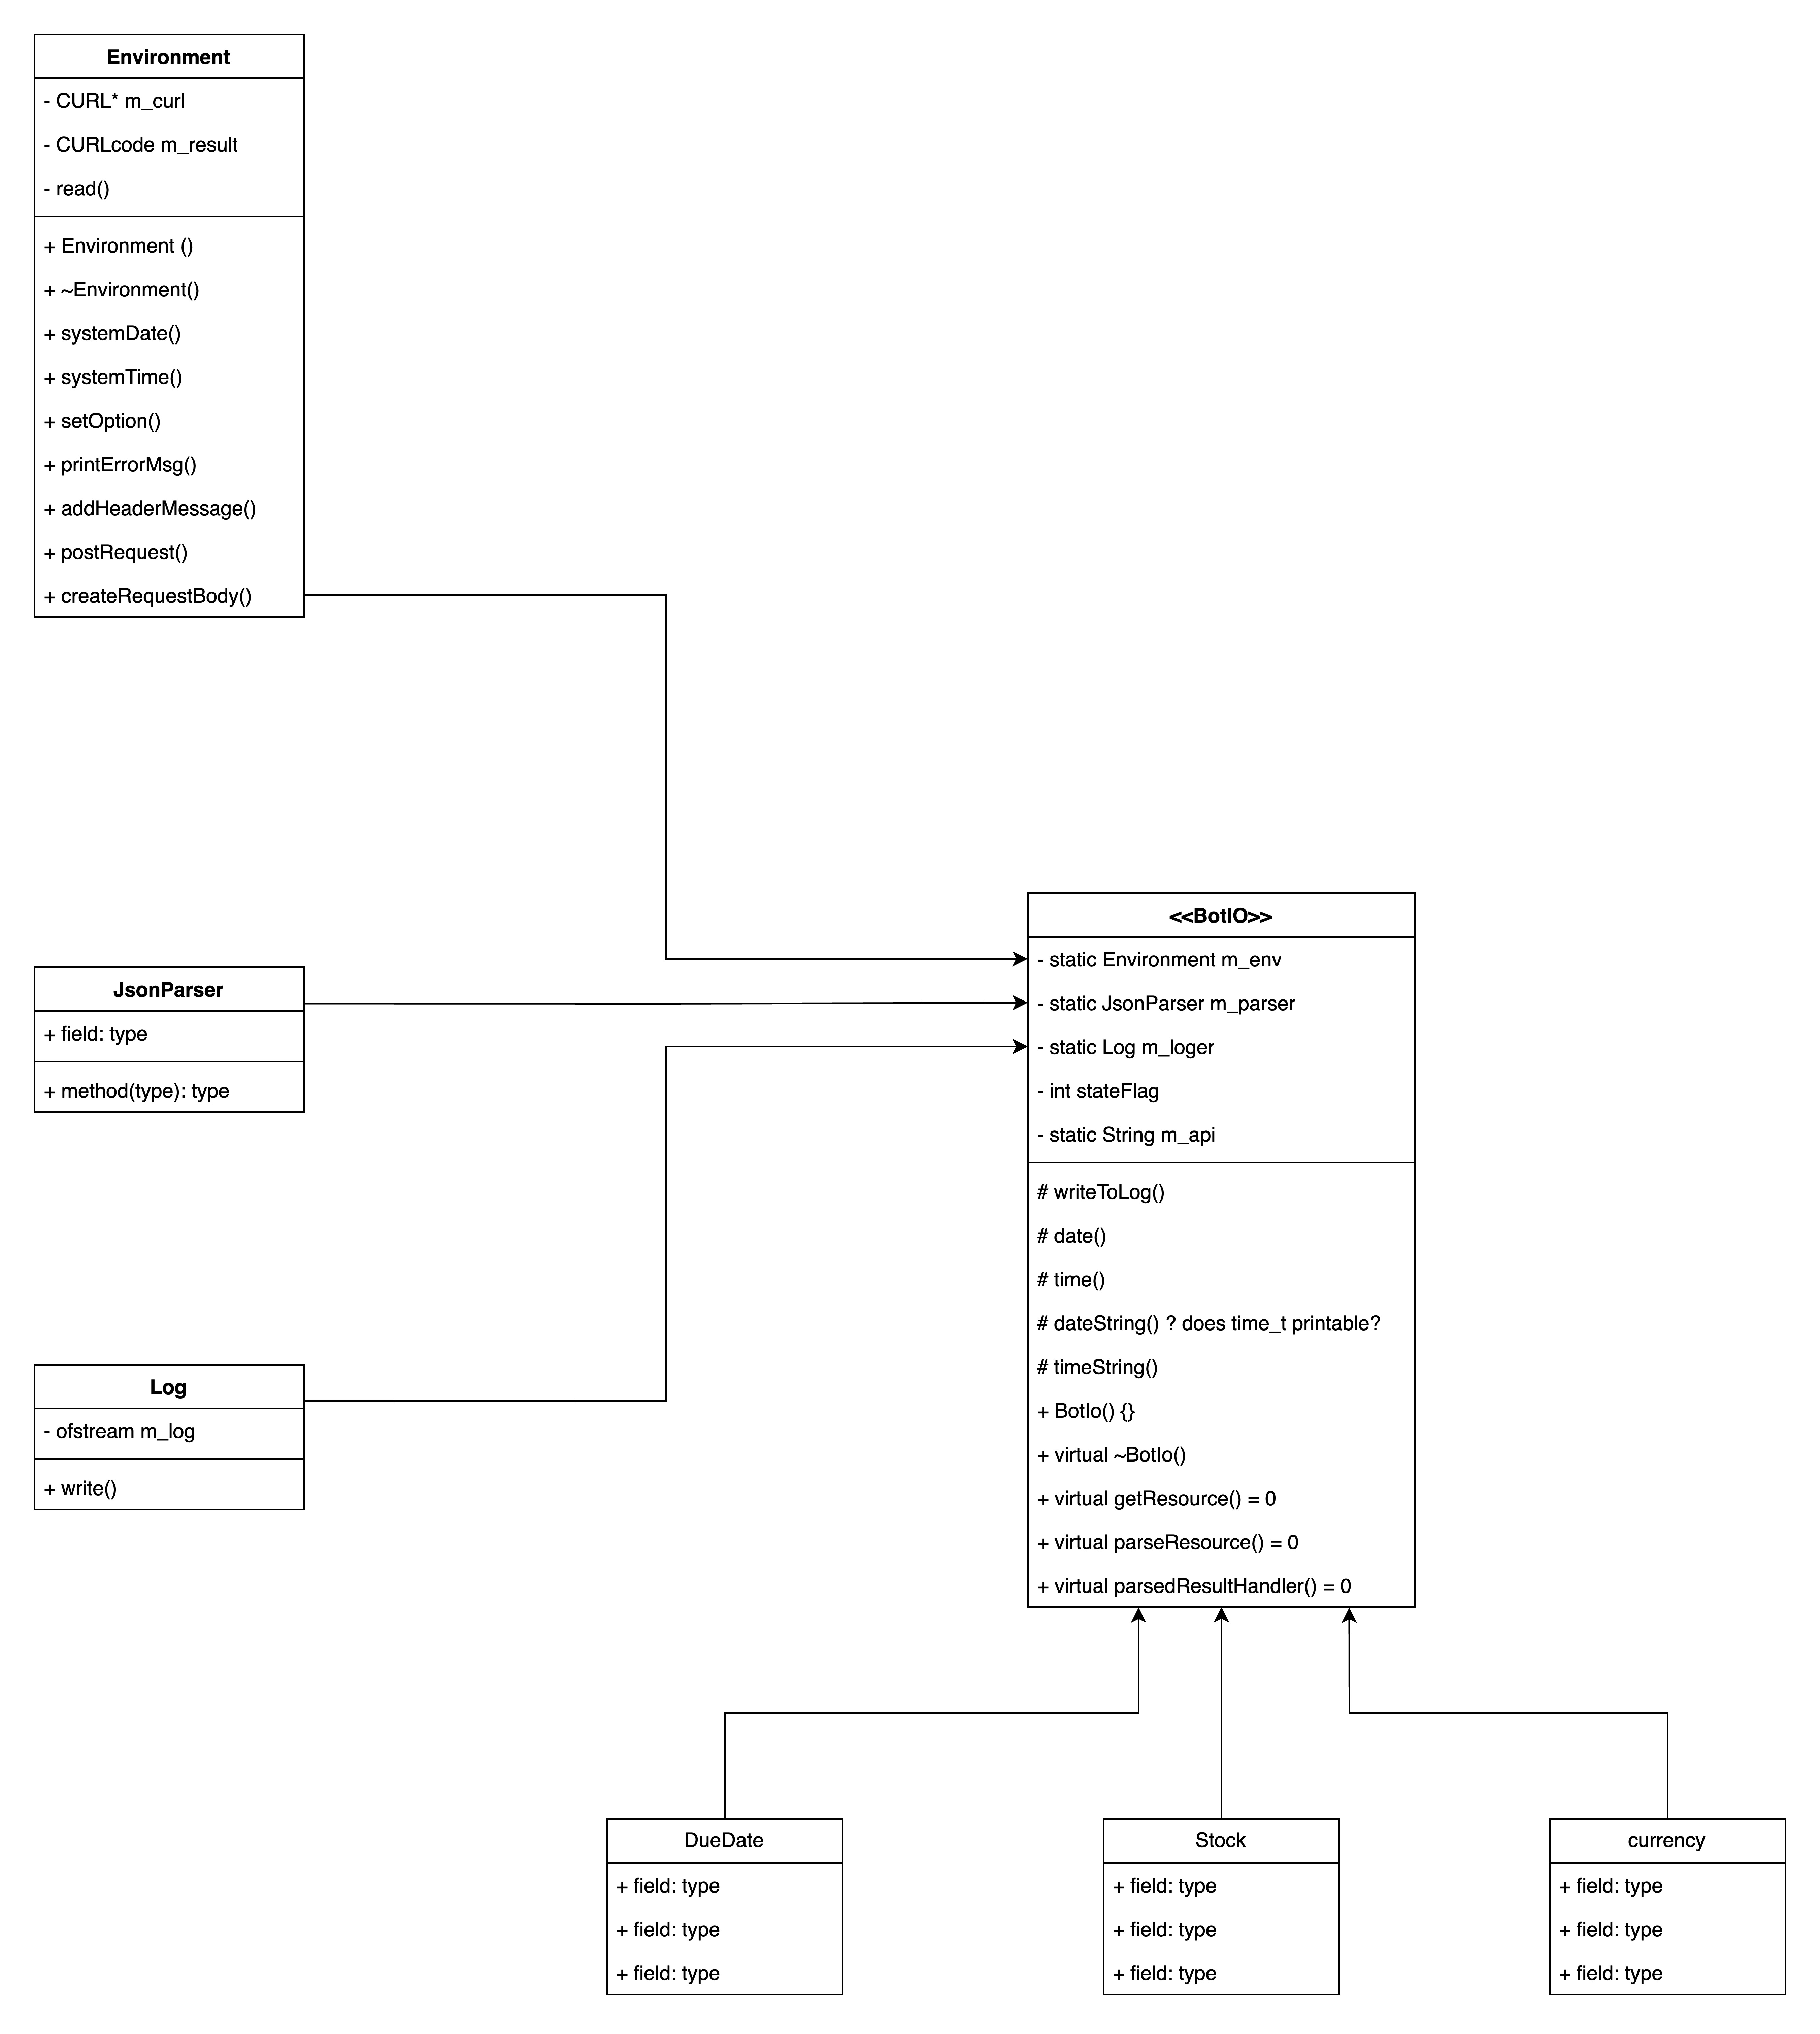 Environment
- CURL* m_curl
- CURLcode m_result
- read()
+ Environment ()
+ ~Environment()
+ systemDate()
+ systemTime()
+ setOption()
+ printErrorMsg()
+ addHeaderMessage()
+ postRequest()
+ createRequestBody()
JsonParser
+ field: type
+ method(type): type
Log
- ofstream m_log
+ write()
<<BotIO>>
- static Environment m_env
- static JsonParser m_parser
- static Log m_loger
- int stateFlag
- static String m_api
# writeToLog()
# date()
# time()
# dateString() ? does time_t printable?
# timeString()
+ BotIo() {}
+ virtual ~BotIo()
+ virtual getResource() = 0
+ virtual parseResource() = 0
+ virtual parsedResultHandler() = 0
DueDate
+ field: type
+ field: type
+ field: type
Stock
+ field: type
+ field: type
+ field: type
currency
+ field: type
+ field: type
+ field: type